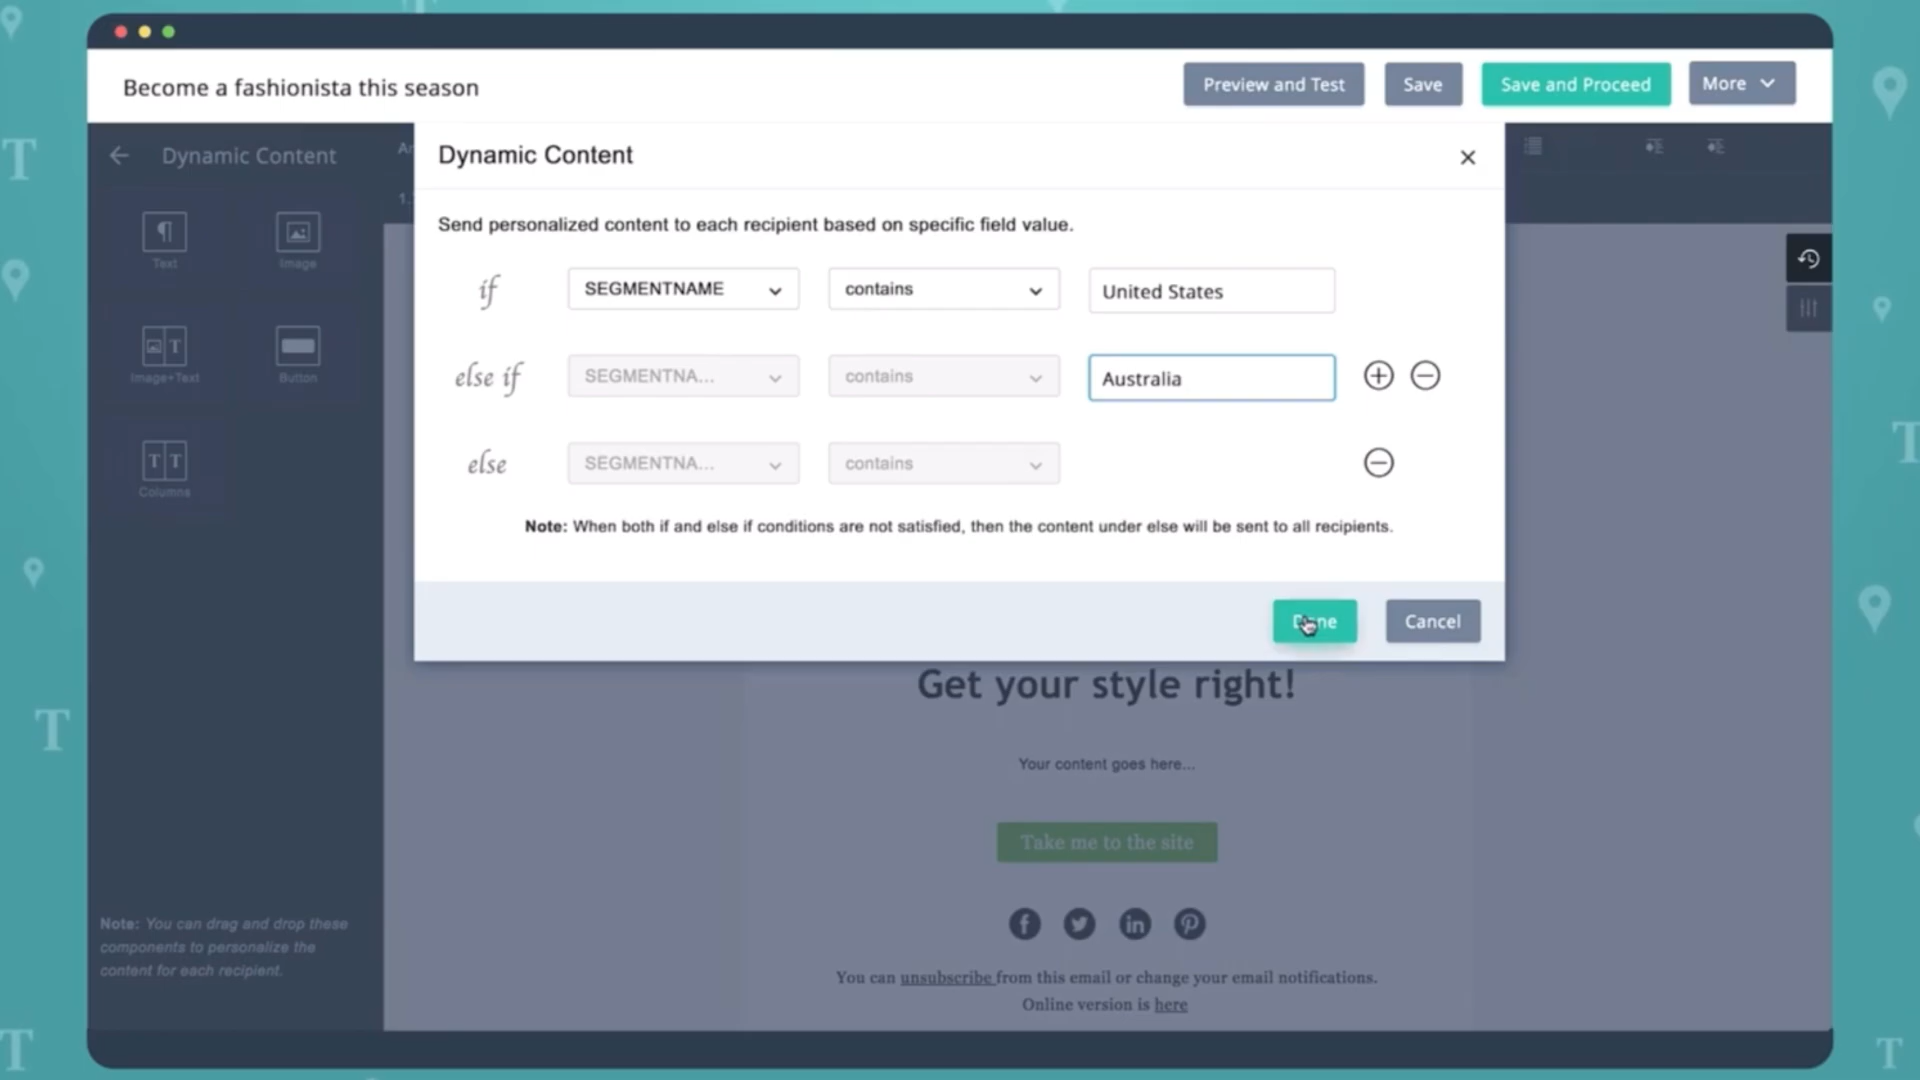 Become a fashionista this season
Preview and Test
Save
Save and Proceed
More
Dynamic Content
Text
Image
Image+Text
Button
Columns
Note: You can drag and drop these
components to personalize the
content for each recipient.
Dynamic Content
Send personalized content to each recipient based on specific field value.
if
SEGMENTNAME
contains
United States
else if
SEGMENTNA...
contains
Australia
else
SEGMENTNA...
contains
Note: When both if and else if conditions are not satisfied, then the content under else will be sent to all recipients.
Done
Cancel
Get your style right!
Your content goes here...
Take me to the site
You can unsubscribe from this email or change your email notifications.
Online version is here